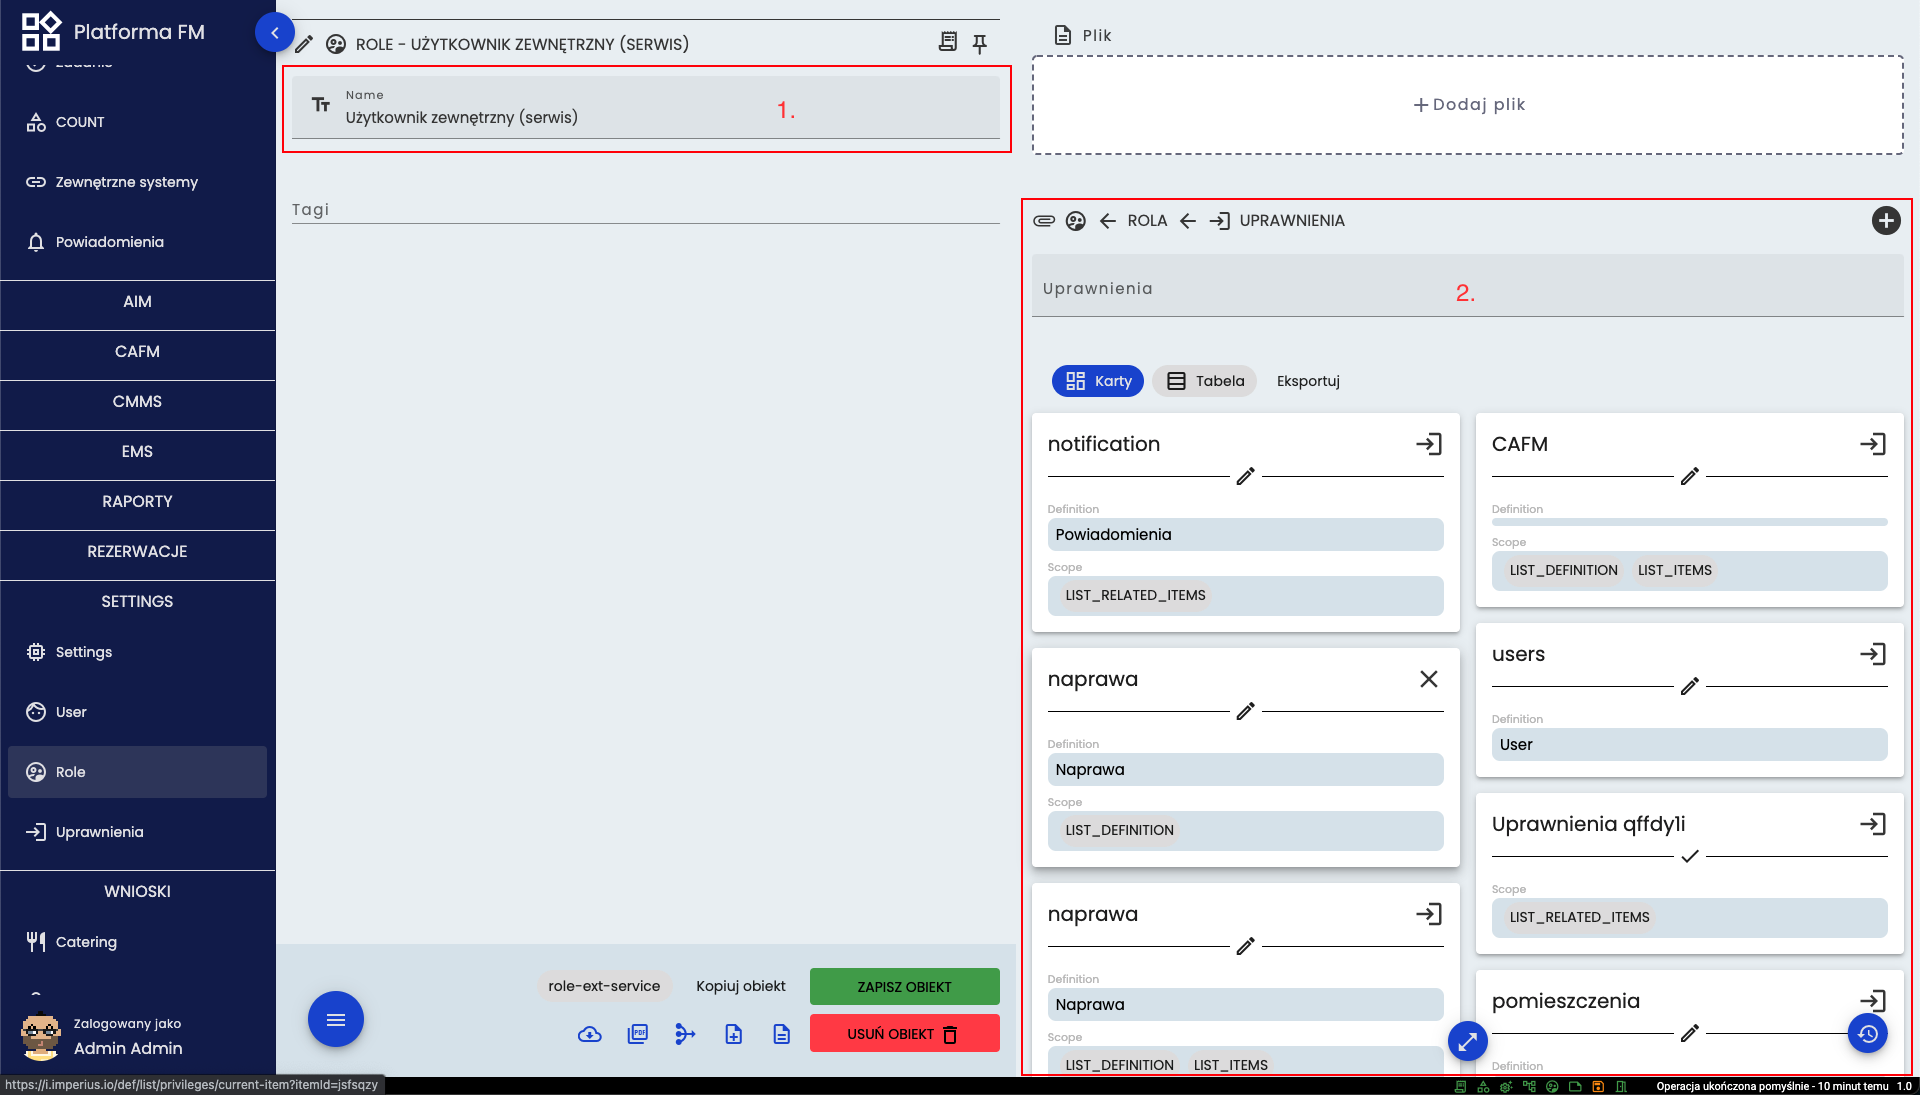 Platforma FM
COUNT
Zewnętrzne systemy
Powiadomienia
AIM
CAFM
CMMS
EMS
RAPORTY
REZERWACJE
SETTINGS
Settings
User
Role
Uprawnienia
WNIOSKI
Catering
Zalogowany jako
Admin Admin
https://i.imperius.io/def/list/privileges/current-item?itemId=jsfsqzy
ROLE - UŻYTKOWNIK ZEWNĘTRZNY (SERWIS)
Name
Użytkownik zewnętrzny (serwis)
1.
Tagi
role-ext-service
Kopiuj obiekt
ZAPISZ OBIEKT
PDF
USUŃ OBIEKT
Plik
Dodaj plik
ROLA
UPRAWNIENIA
Uprawnienia
2.
Karty
Tabela
Eksportuj
notification
Definition
Powiadomienia
Scope
LIST_RELATED_ITEMS
naprawa
Definition
Naprawa
Scope
LIST_DEFINITION
naprawa
Definition
Naprawa
Scope
LIST_DEFINITION LIST_ITEMS
CAFM
Definition
Scope
LIST_DEFINITION LIST_ITEMS
users
Definition
User
Uprawnienia qffdy1i
Scope
LIST_RELATED_ITEMS
pomieszczenia
Definition
Operacja ukończona pomyślnie - 10 minut temu 1.0